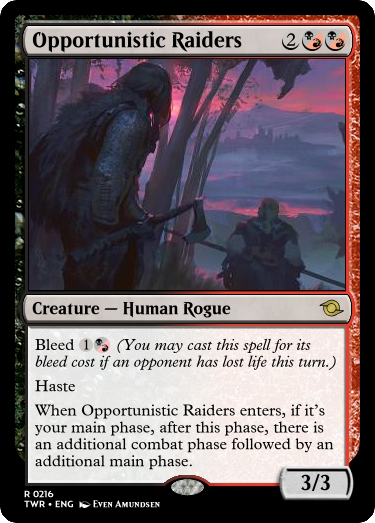 Opportunistic Raiders 2
Creature — Human Rogue
Bleed 1 (You may cast this spell for its
bleed cost if an opponent has lost life this turn.)
Haste
When Opportunistic Raiders enters, if it's
your main phase, after this phase, there is
an additional combat phase followed by an
additional main phase.
3/3
R 0216
TWR • ENG Even Amundsen